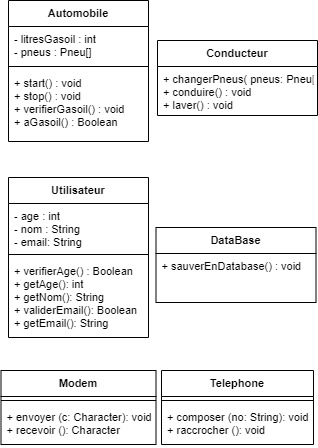 Automobile
- litresGasoil : int
- pneus : Pneu[]
+ start() : void
+ stop() : void
+ verifierGasoil() : void
+ aGasoil() : Boolean
Conducteur
+ changerPneus( pneus: Pneu[
+ conduire() : void
+ laver() : void
Utilisateur
- age : int
- nom : String
- email: String
+ verifierAge() : Boolean
+ getAge(): int
+ getNom(): String
+ validerEmail(): Boolean
+ getEmail(): String
DataBase
+ sauverEnDatabase() : void
Modem
+ envoyer (c: Character): void
+ recevoir (): Character
Telephone
+ composer (no: String): void
+ raccrocher (): void